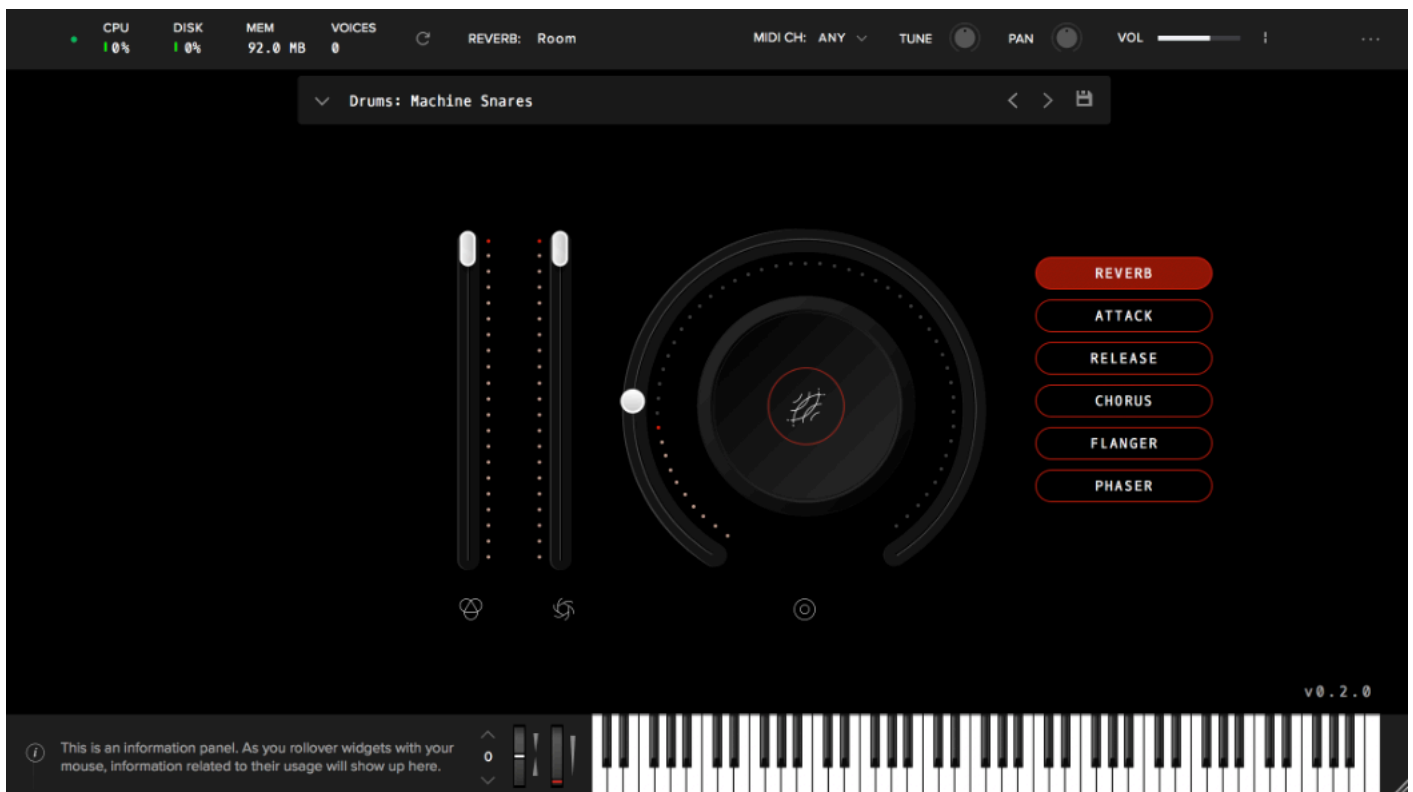 CPU DISK MEM VOICES
0% 0% 92.0 MB 0
REVERB: Room
MIDI CH: ANY TUNE PAN VOL
Drums: Machine Snares
REVERB
ATTACK
RELEASE
CHORUS
FLANGER
PHASER
v0.2.0
This is an information panel. As you rollover widgets with your
mouse, information related to their usage will show up here.
0